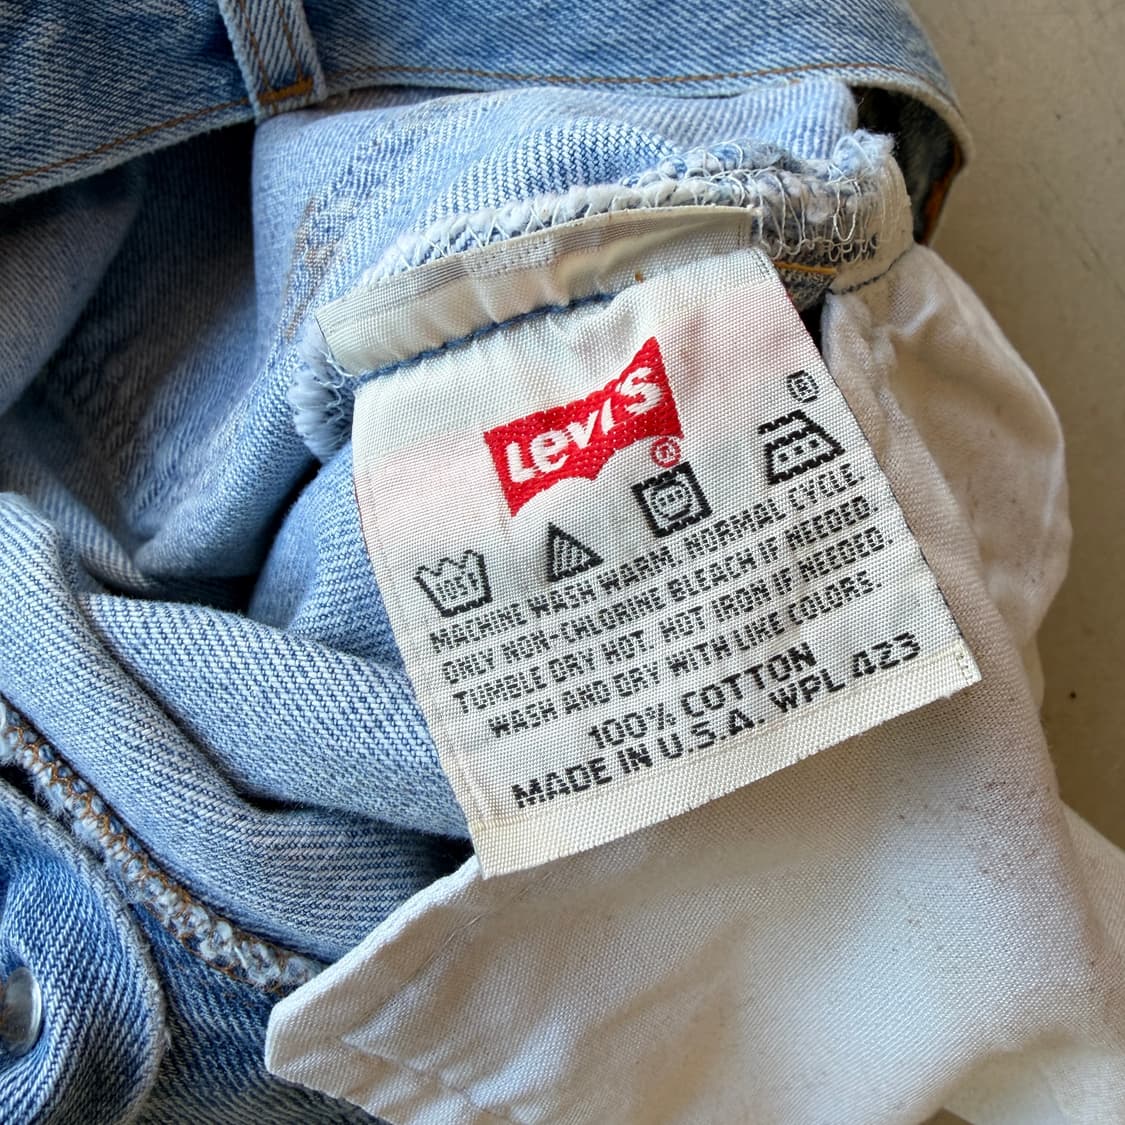 Levi's
®
®
105
MACHINE WASH WARM, NORMAL CYCLE
ONLY NON-CHLORINE BLEACH IF NEEDED
TUMBLE DRY HOT. HOT IRON IF NEEDED.
WASH AND DRY WITH LIKE COLORS.
100% COTTON
MADE IN U.S.A. WPL 423